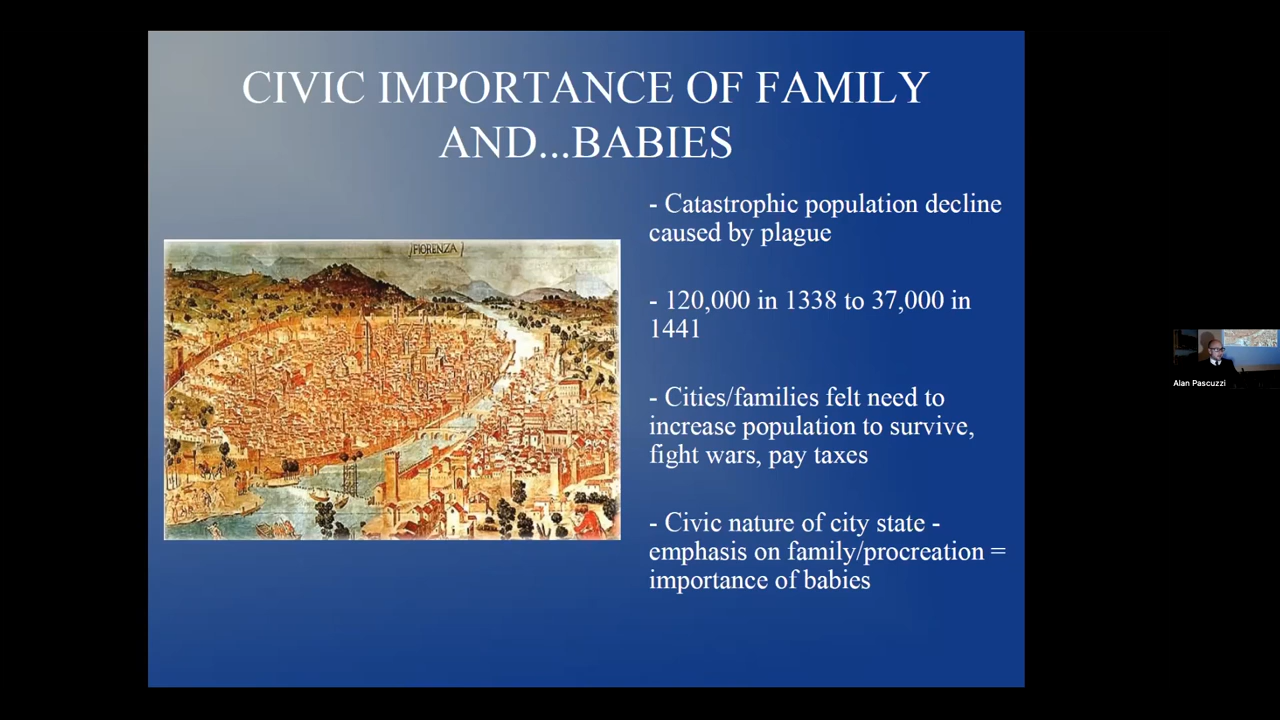 CIVIC IMPORTANCE OF FAMILY
AND...BABIES
FIORENZA
- Catastrophic population decline
caused by plague
- 120,000 in 1338 to 37,000 in
1441
- Cities/families felt need to
increase population to survive,
fight wars, pay taxes
- Civic nature of city state -
emphasis on family/procreation =
importance of babies
Alan Pascuzzi